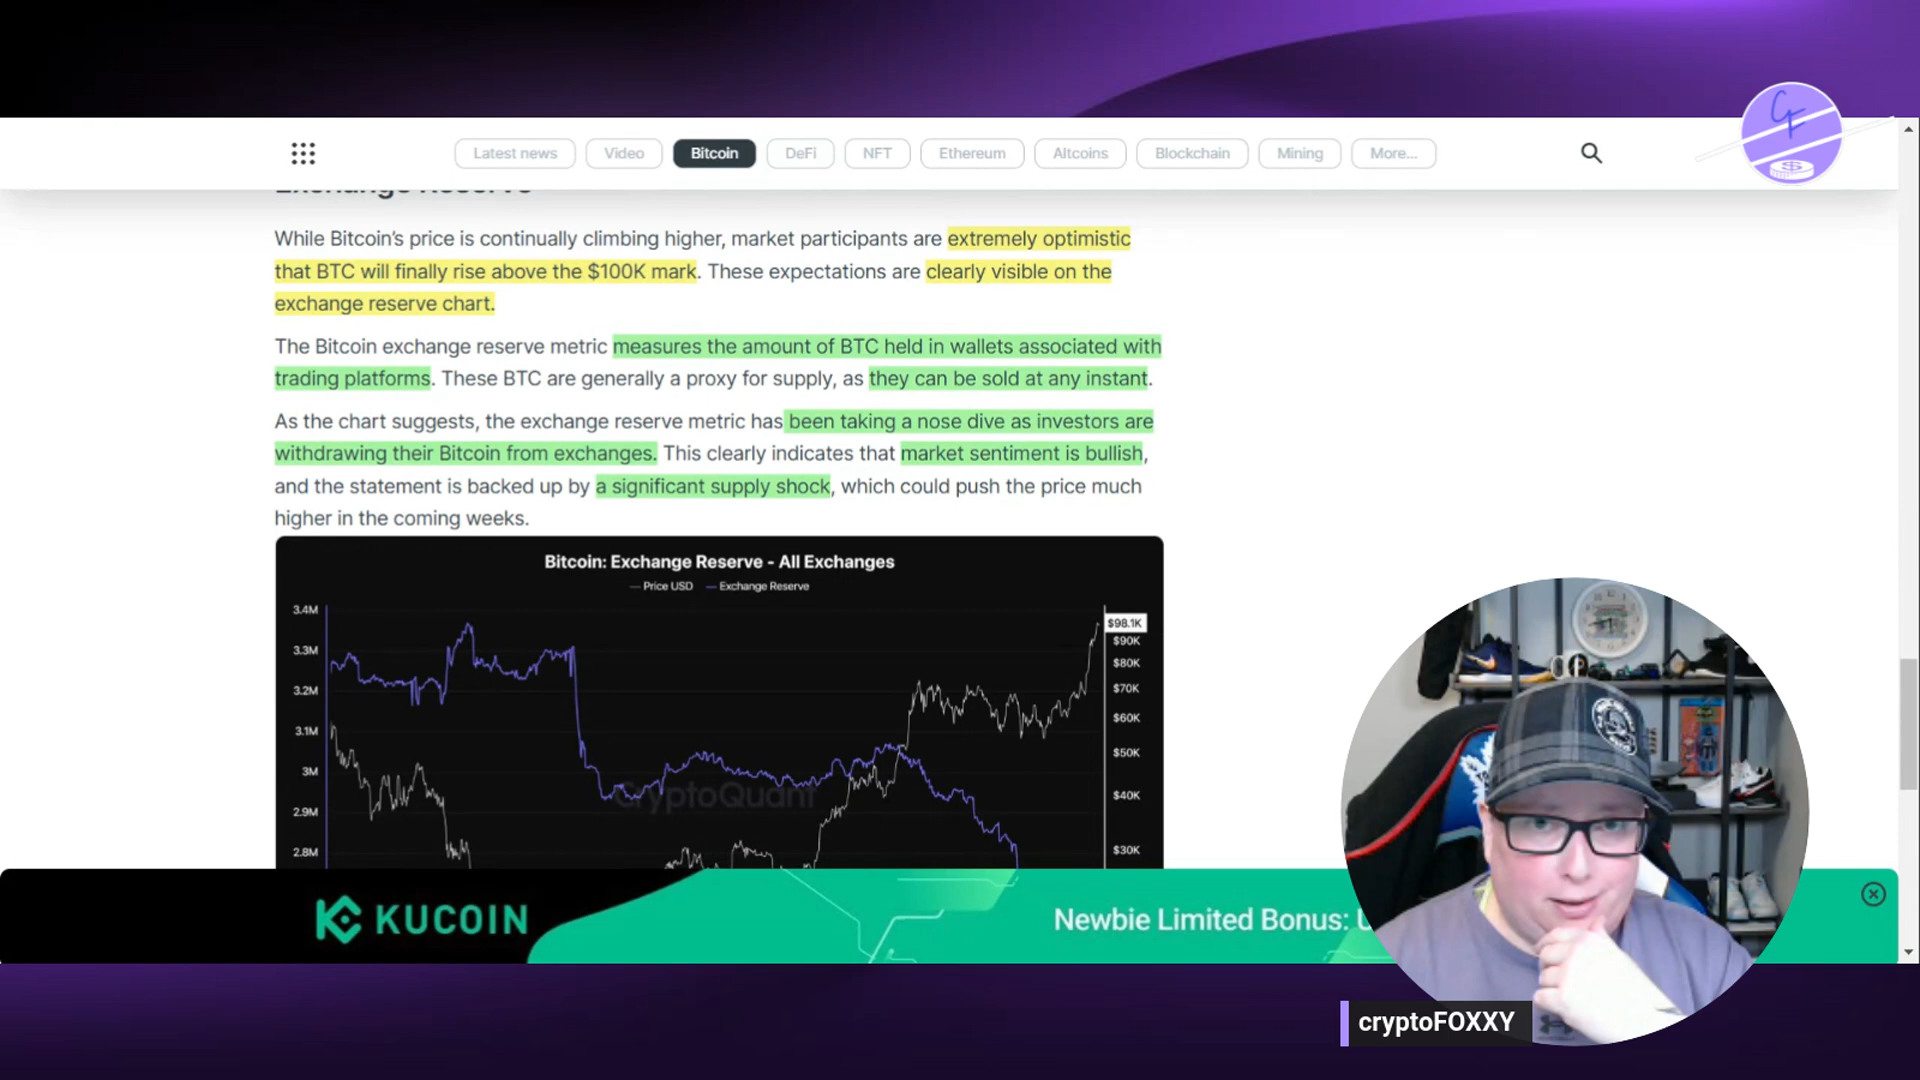 Latest news
Video
Bitcoin
DeFi
NFT
Ethereum
Altcoins
Blockchain
Mining
More...
Exchange Reserve
While Bitcoin's price is continually climbing higher, market participants are extremely optimistic
that BTC will finally rise above the $100K mark. These expectations are clearly visible on the
exchange reserve chart.
The Bitcoin exchange reserve metric measures the amount of BTC held in wallets associated with
trading platforms. These BTC are generally a proxy for supply, as they can be sold at any instant.
As the chart suggests, the exchange reserve metric has been taking a nose dive as investors are
withdrawing their Bitcoin from exchanges. This clearly indicates that market sentiment is bullish,
and the statement is backed up by a significant supply shock, which could push the price much
higher in the coming weeks.
Bitcoin: Exchange Reserve - All Exchanges
Price USD
Exchange Reserve
3.4M
3.3M
3.2M
3.1M
3M
2.9M
2.8M
$98.1K
$90K
$80K
$70K
$60K
$50K
$40K
$30K
CryptoQuant
KUCOIN
Newbie Limited Bonus: U
cryptoFOXXY